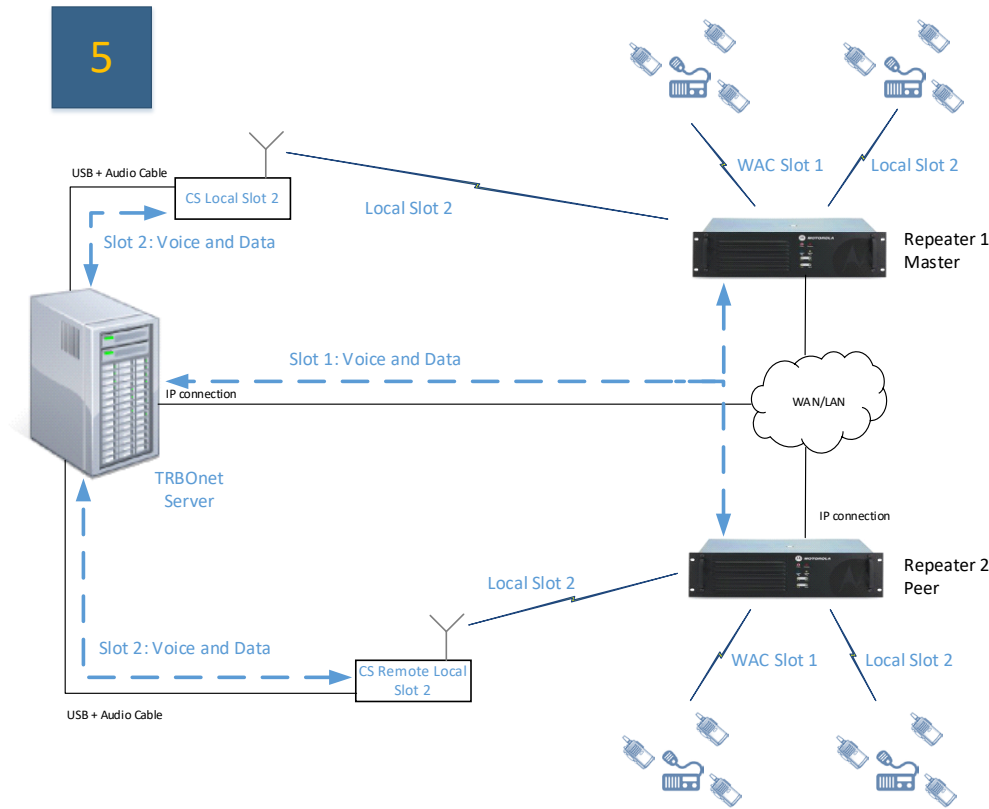 5
USB + Audio Cable
CS Local Slot 2
Slot 2: Voice and Data
Local Slot 2
WAC Slot 1
Local Slot 2
MOTOROLA
Repeater 1
Master
Slot 1: Voice and Data
IP connection
WAN/LAN
TRBOnet
Server
IP connection
MOTOROLA
Repeater 2
Peer
Local Slot 2
Slot 2: Voice and Data
CS Remote Local
Slot 2
USB + Audio Cable
WAC Slot 1
Local Slot 2